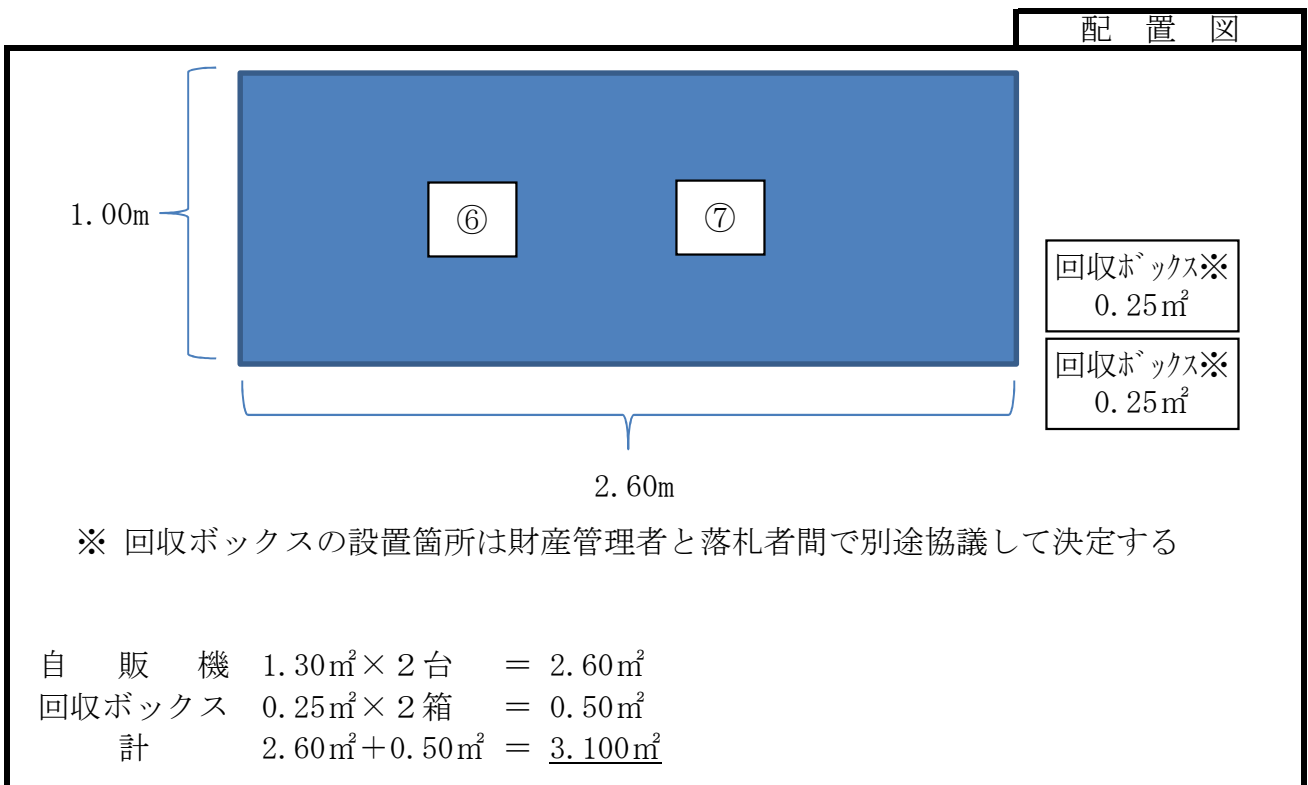 配 置 図
1.00m
⑥
⑦
回収ﾎﾞｯｸｽ※
0.25㎡
回収ﾎﾞｯｸｽ※
0.25㎡
2.60m
※ 回収ボックスの設置箇所は財産管理者と落札者間で別途協議して決定する
自 販 機 1.30㎡×２台 = 2.60㎡
回収ボックス 0.25㎡×２箱 = 0.50㎡
計 2.60㎡＋0.50㎡ = 3.100㎡